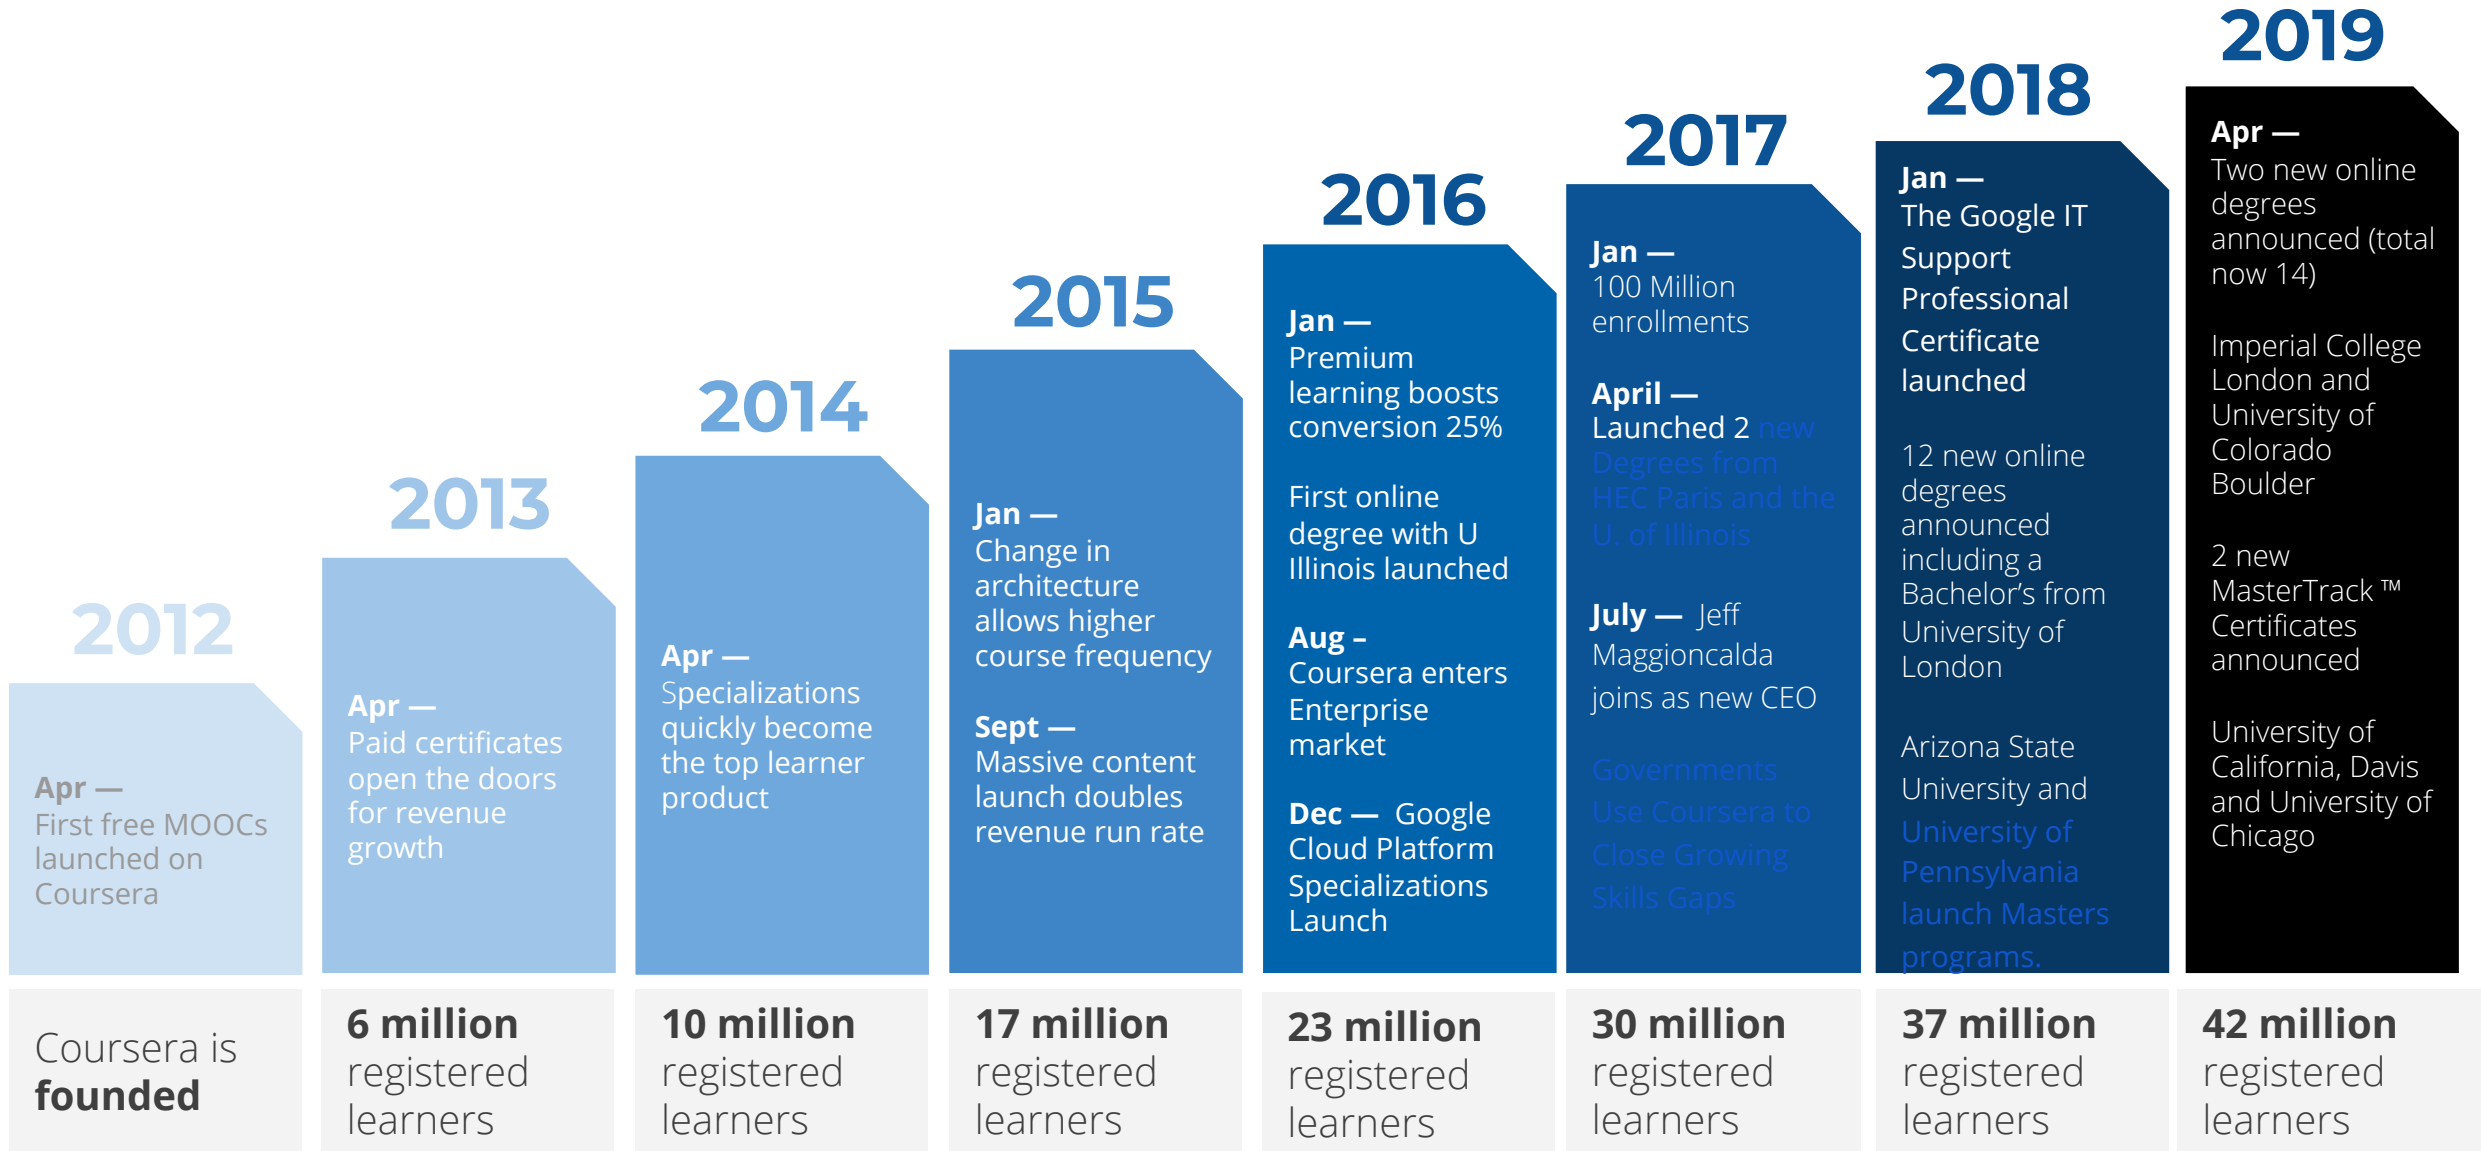 2012
Apr —
First free MOOCs
launched on
Coursera
Coursera is
founded
2013
Apr —
Paid certificates
open the doors
for revenue
growth
6 million
registered
learners
2014
Apr —
Specializations
quickly become
the top learner
product
10 million
registered
learners
2015
Jan —
Change in
architecture
allows higher
course frequency
Sept —
Massive content
launch doubles
revenue run rate
17 million
registered
learners
2016
Jan —
Premium
learning boosts
conversion 25%
First online
degree with U
Illinois launched
Aug –
Coursera enters
Enterprise
market
Dec — Google
Cloud Platform
Specializations
Launch
23 million
registered
learners
2017
Jan —
100 Million
enrollments
April —
Launched 2 new
Degrees from
HEC Paris and the
U. of Illinois
July — Jeff
Maggioncalda
joins as new CEO
Governments
Use Coursera to
Close Growing
Skills Gaps
30 million
registered
learners
2018
Jan —
The Google IT
Support
Professional
Certificate
launched
12 new online
degrees
announced
including a
Bachelor’s from
University of
London
Arizona State
University and
University of
Pennsylvania
launch Masters
programs.
37 million
registered
learners
2019
Apr —
Two new online
degrees
announced (total
now 14)
Imperial College
London and
University of
Colorado
Boulder
2 new
MasterTrack ™
Certificates
announced
University of
California, Davis
and University of
Chicago
42 million
registered
learners